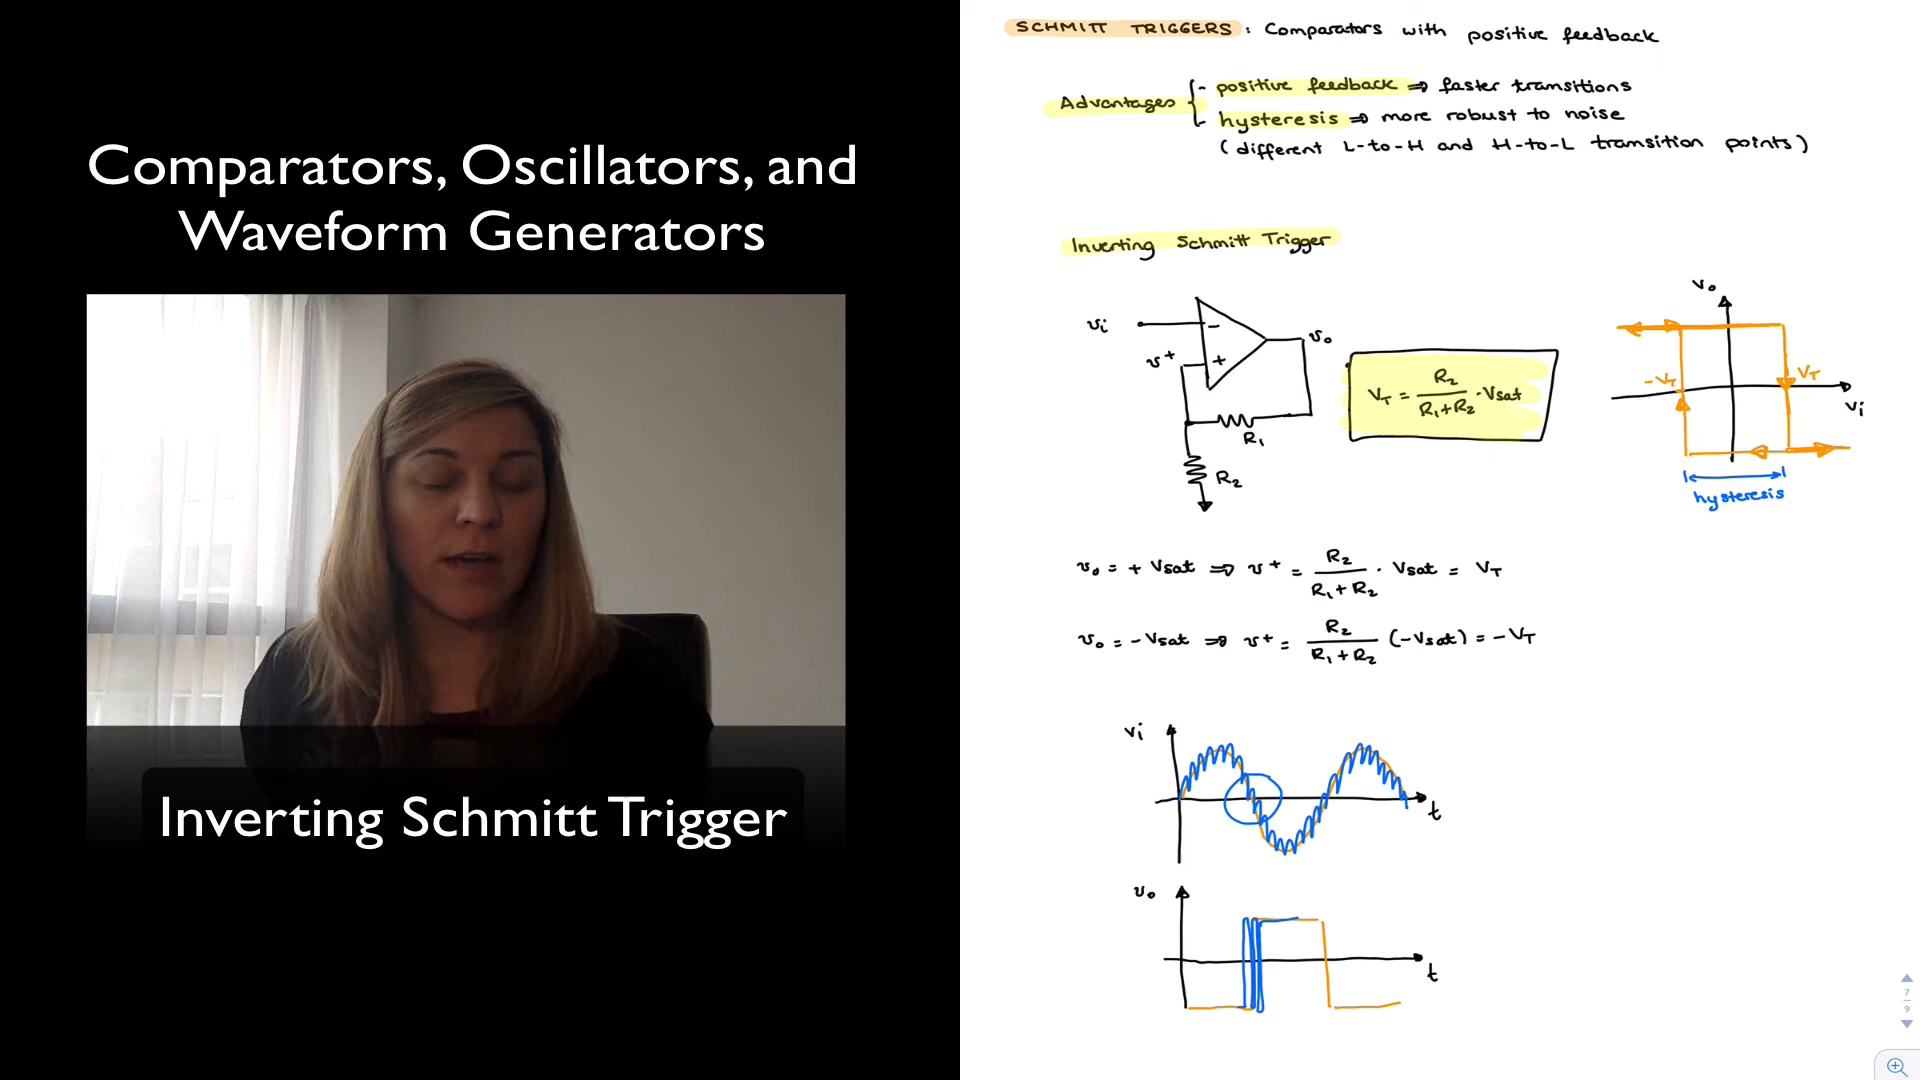 Comparators, Oscillators, and
Waveform Generators
Inverting Schmitt Trigger
SCHMITT TRIGGERS : Comparators with positive feedback
Advantages { - positive feedback ⇒ faster transitions
- hysteresis ⇒ more robust to noise
(different L-to-H and H-to-L transition points)
Inverting Schmitt Trigger
vi
-
v+
+
vo
R1
R2
VT = R2 / (R1+R2) · Vsat
vo
-VT
VT
vi
hysteresis
vo = + Vsat ⇒ v+ = R2 / (R1+R2) · Vsat = VT
vo = - Vsat ⇒ v+ = R2 / (R1+R2) (-Vsat) = - VT
vi
t
vo
t
7
9